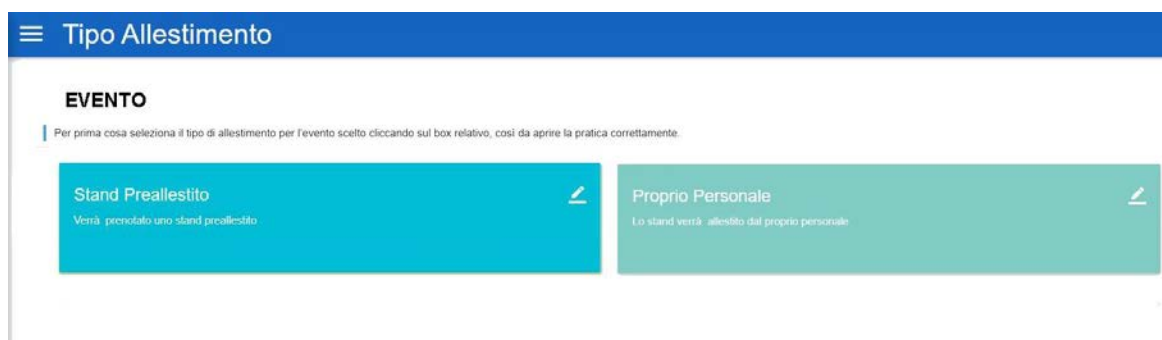 Tipo Allestimento
EVENTO
Per prima cosa seleziona il tipo di allestimento per l'evento scelto cliccando sul box relativo, così da aprire la pratica correttamente.
Stand Preallestito
Verrà prenotato uno stand preallestito
Proprio Personale
Lo stand verrà allestito dal proprio personale